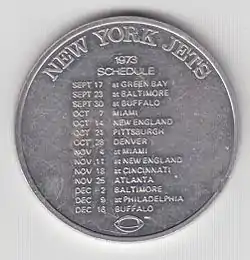 NEW YORK JETS
1973
SCHEDULE
SEPT 17 at GREEN BAY
SEPT 23 at BALTIMORE
SEPT 30 at BUFFALO
OCT 7 MIAMI
OCT 14 NEW ENGLAND
OCT 21 PITTSBURGH
OCT 28 DENVER
NOV 4 at MIAMI
NOV 11 at NEW ENGLAND
NOV 18 at CINCINNATI
NOV 25 ATLANTA
DEC 2 BALTIMORE
DEC 9 at PHILADELPHIA
DEC 16 BUFFALO